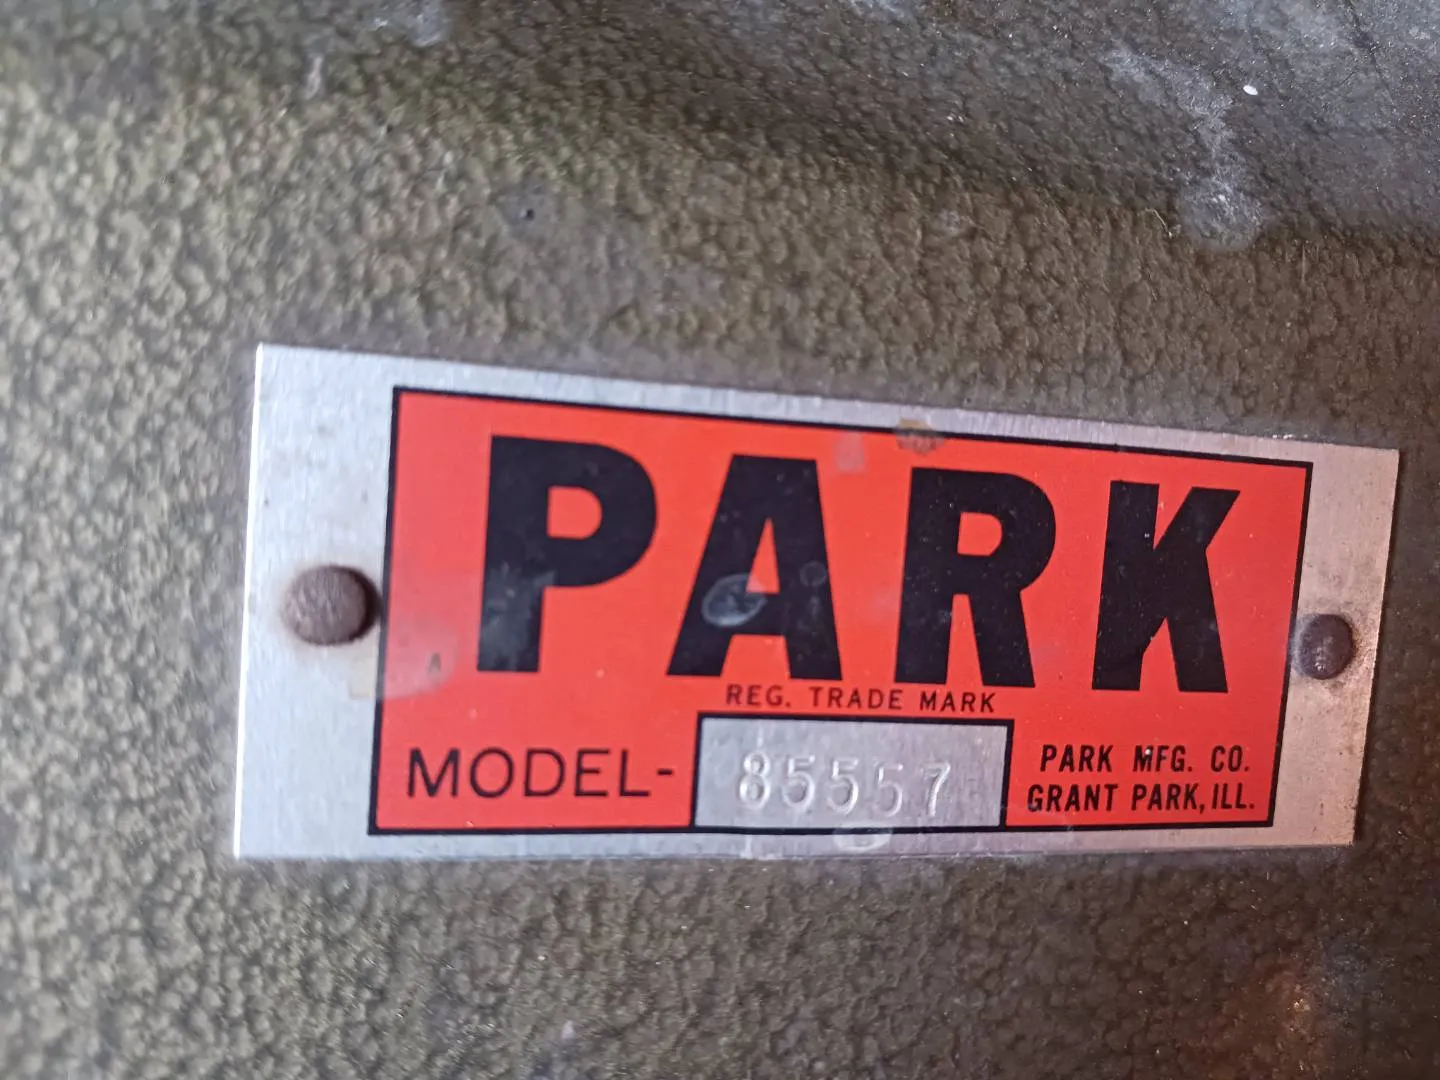 PARK
REG. TRADE MARK
MODEL- 85557
PARK MFG. CO.
GRANT PARK, ILL.